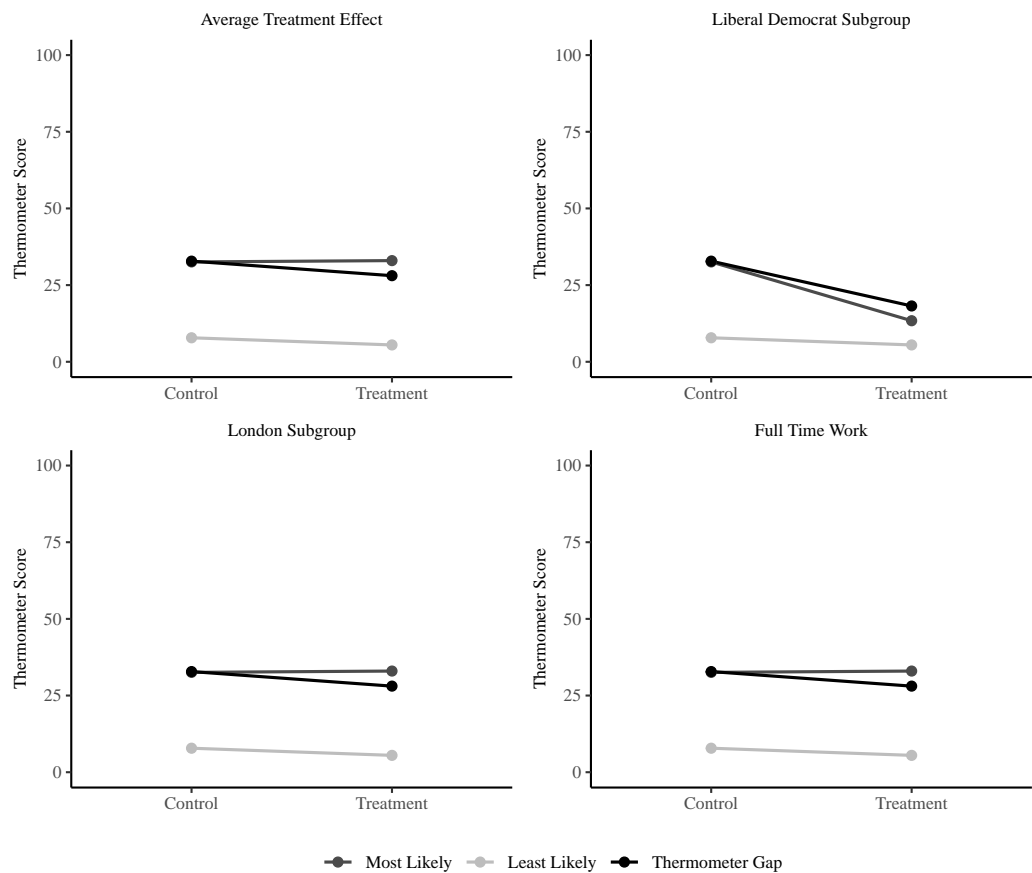 Average Treatment Effect
Thermometer Score
100
75
50
25
0
Control Treatment
Liberal Democrat Subgroup
Thermometer Score
100
75
50
25
0
Control Treatment
London Subgroup
Thermometer Score
100
75
50
25
0
Control Treatment
Full Time Work
Thermometer Score
100
75
50
25
0
Control Treatment
Most Likely Least Likely Thermometer Gap